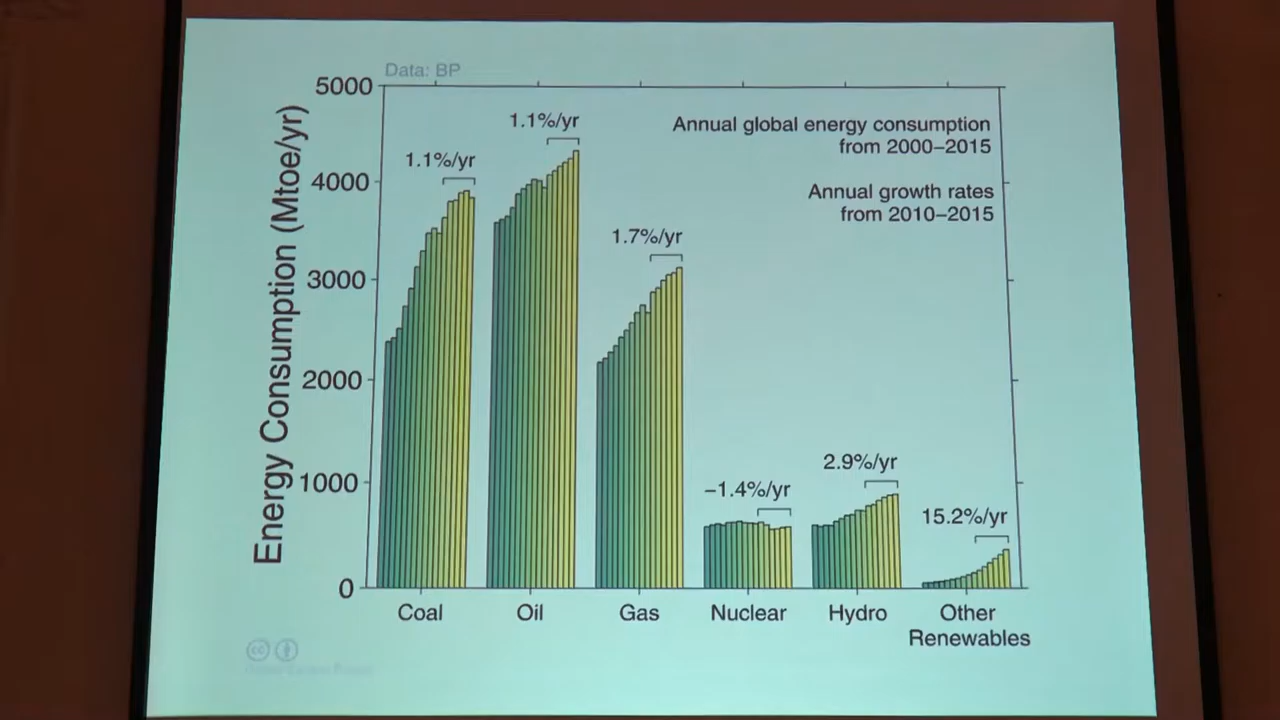 Data: BP
5000
4000
3000
2000
1000
0
Energy Consumption (Mtoe/yr)
1.1%/yr
1.1%/yr
1.7%/yr
−1.4%/yr
2.9%/yr
15.2%/yr
Annual global energy consumption
from 2000–2015
Annual growth rates
from 2010–2015
Coal
Oil
Gas
Nuclear
Hydro
Other
Renewables
cc